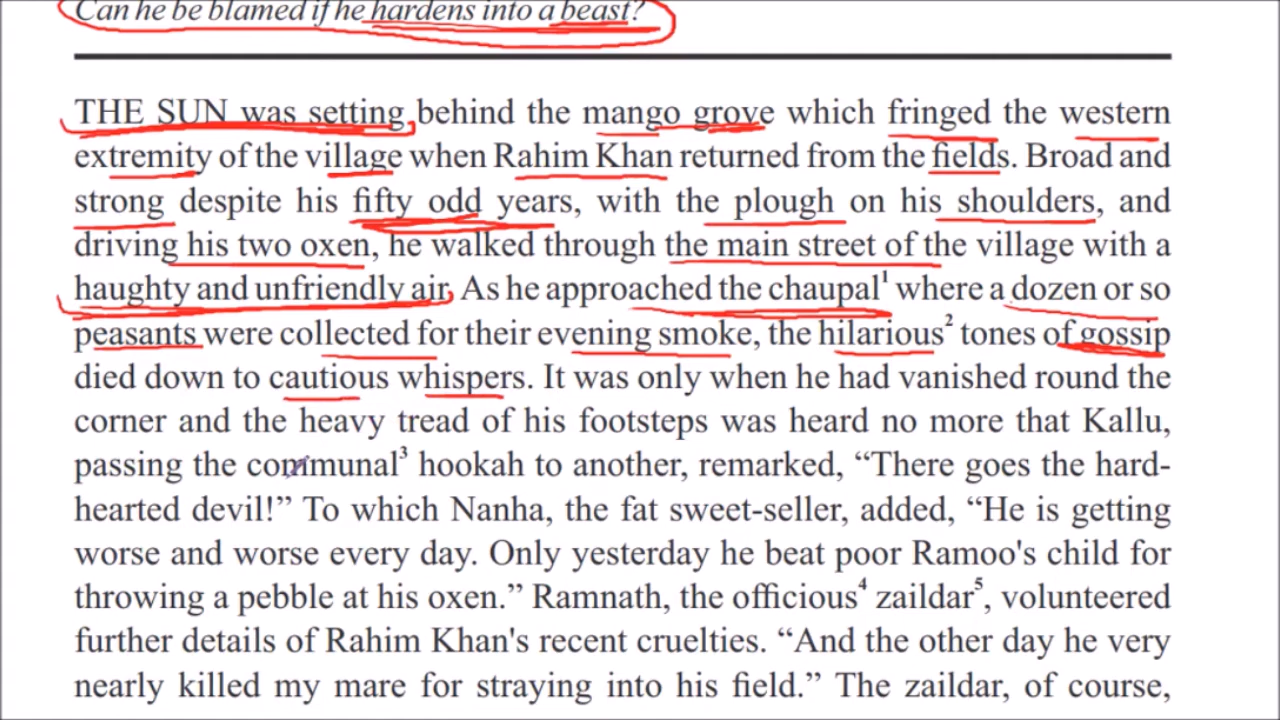 Can he be blamed if he hardens into a beast?
THE SUN was setting behind the mango grove which fringed the western
extremity of the village when Rahim Khan returned from the fields. Broad and
strong despite his fifty odd years, with the plough on his shoulders, and
driving his two oxen, he walked through the main street of the village with a
haughty and unfriendly air. As he approached the chaupal¹ where a dozen or so
peasants were collected for their evening smoke, the hilarious² tones of gossip
died down to cautious whispers. It was only when he had vanished round the
corner and the heavy tread of his footsteps was heard no more that Kallu,
passing the communal³ hookah to another, remarked, “There goes the hard-
hearted devil!” To which Nanha, the fat sweet-seller, added, “He is getting
worse and worse every day. Only yesterday he beat poor Ramoo's child for
throwing a pebble at his oxen.” Ramnath, the officious⁴ zaildar⁵, volunteered
further details of Rahim Khan's recent cruelties. “And the other day he very
nearly killed my mare for straying into his field.” The zaildar, of course,